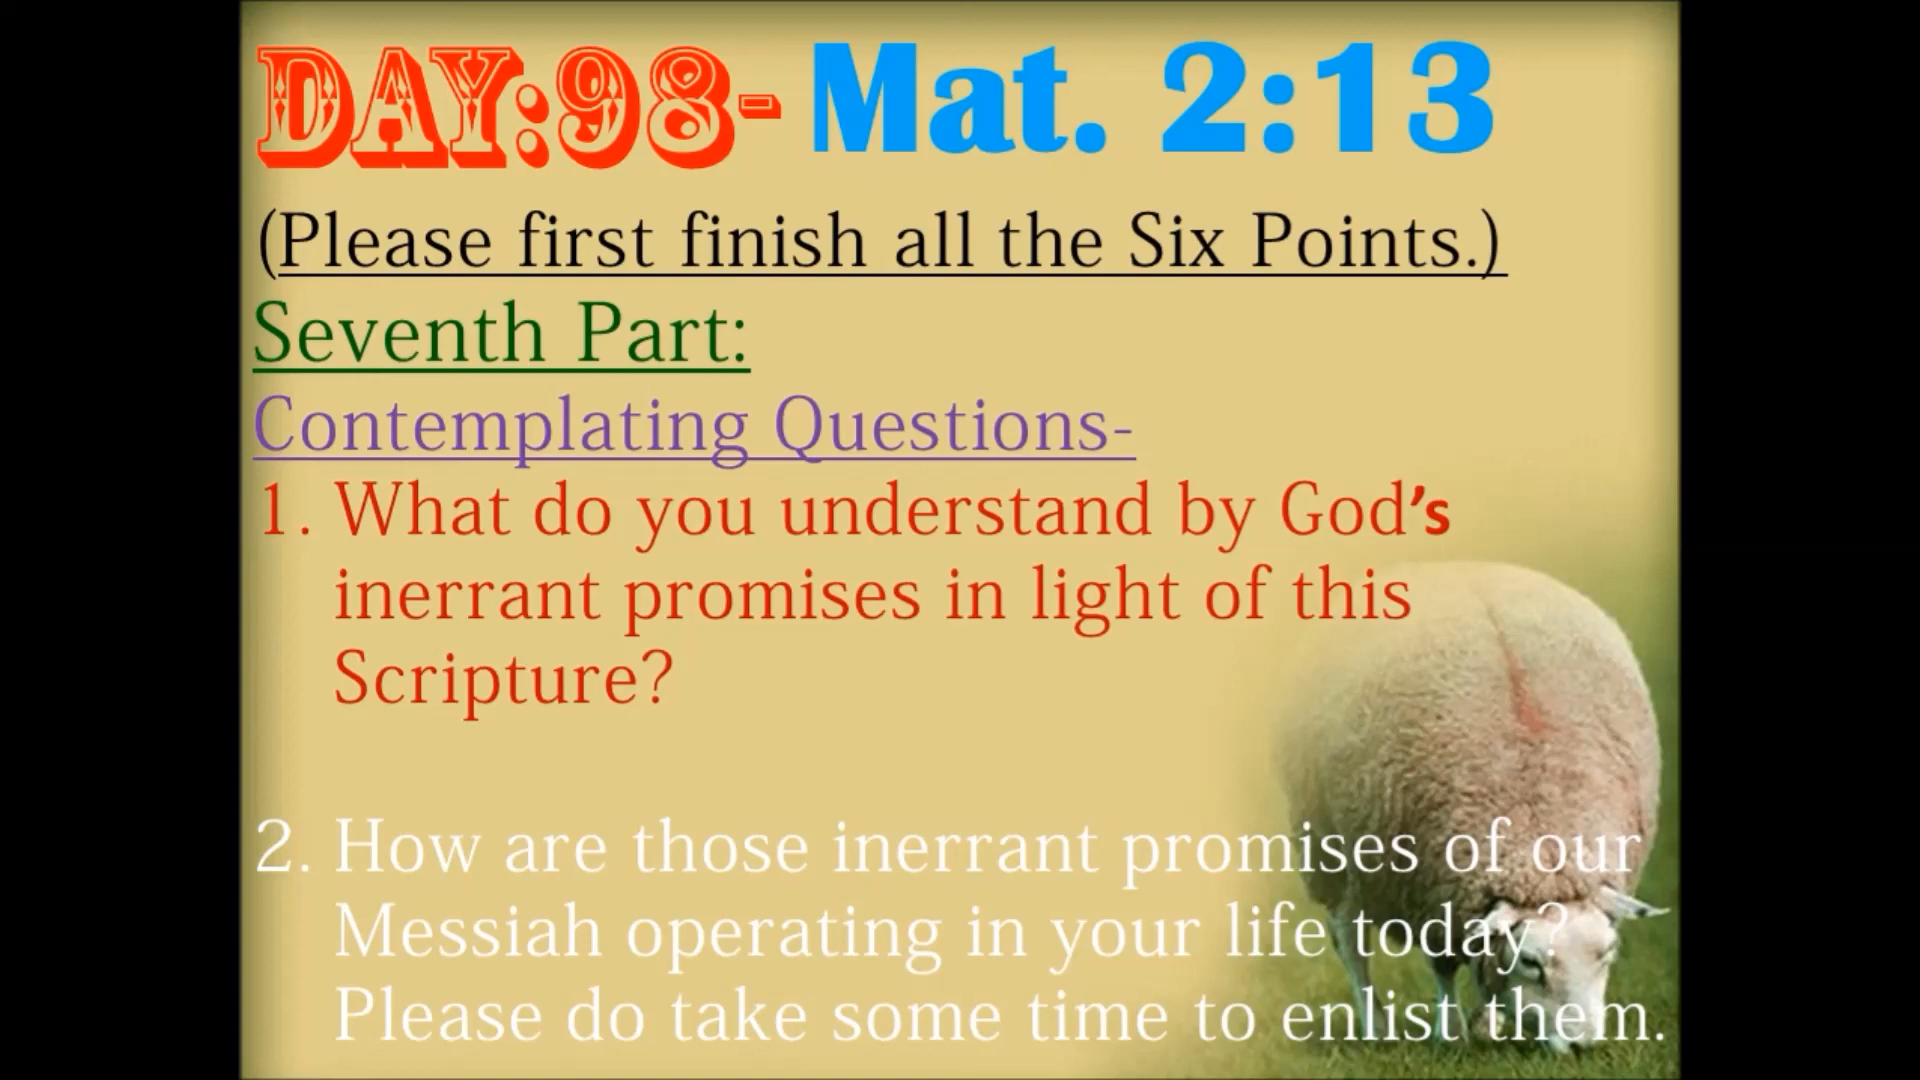 DAY:98- Mat. 2:13
(Please first finish all the Six Points.)
Seventh Part:
Contemplating Questions-
1. What do you understand by God’s
inerrant promises in light of this
Scripture?
2. How are those inerrant promises of our
Messiah operating in your life today?
Please do take some time to enlist them.